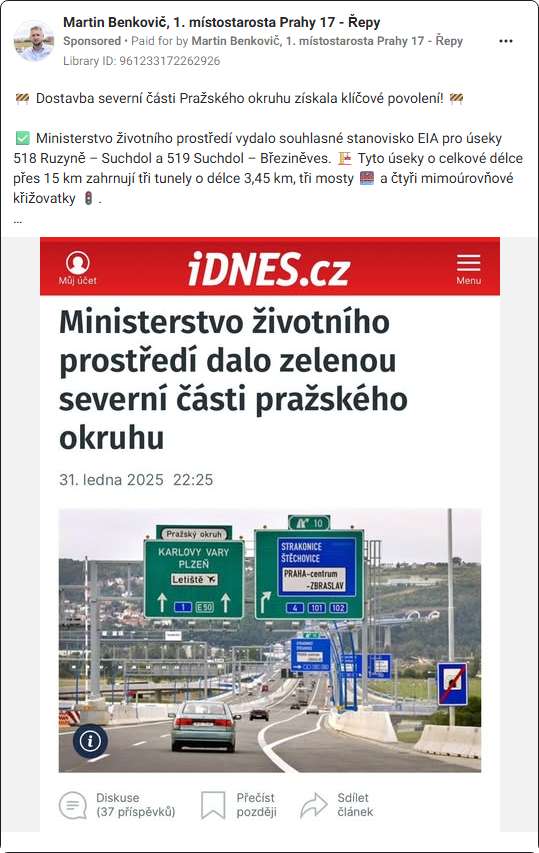 Martin Benkovič, 1. místostarosta Prahy 17 - Řepy
Sponsored • Paid for by Martin Benkovič, 1. místostarosta Prahy 17 - Řepy
Library ID: 961233172262926
🚧 Dostavba severní části Pražského okruhu získala klíčové povolení! 🚧
✅ Ministerstvo životního prostředí vydalo souhlasné stanovisko EIA pro úseky
518 Ruzyně – Suchdol a 519 Suchdol – Březiněves. 🏗️ Tyto úseky o celkové délce
přes 15 km zahrnují tři tunely o délce 3,45 km, tři mosty 🌉 a čtyři mimoúrovňové
křižovatky 🚦 .
...
iDNES.cz
Můj účet
Menu
Ministerstvo životního
prostředí dalo zelenou
severní části pražského
okruhu
31. ledna 2025 22:25
Pražský okruh
KARLOVY VARY
PLZEŇ
Letiště
1 E50
10
STRAKONICE
ŠTĚCHOVICE
PRAHA-centrum
-ZBRASLAV
4 101 102
Diskuse
(37 příspěvků)
Přečíst
později
Sdílet
článek